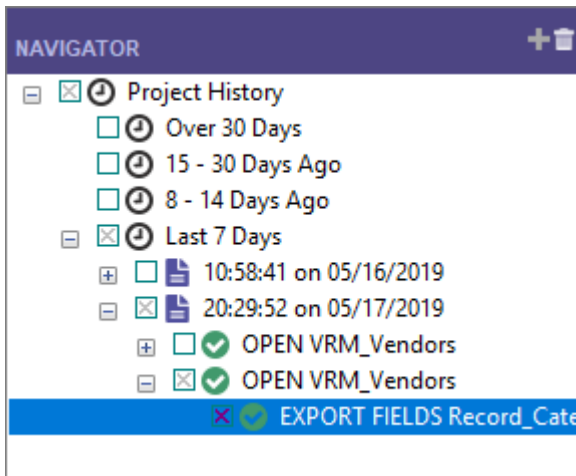 NAVIGATOR
Project History
Over 30 Days
15 - 30 Days Ago
8 - 14 Days Ago
Last 7 Days
10:58:41 on 05/16/2019
20:29:52 on 05/17/2019
OPEN VRM_Vendors
OPEN VRM_Vendors
EXPORT FIELDS Record_Cate